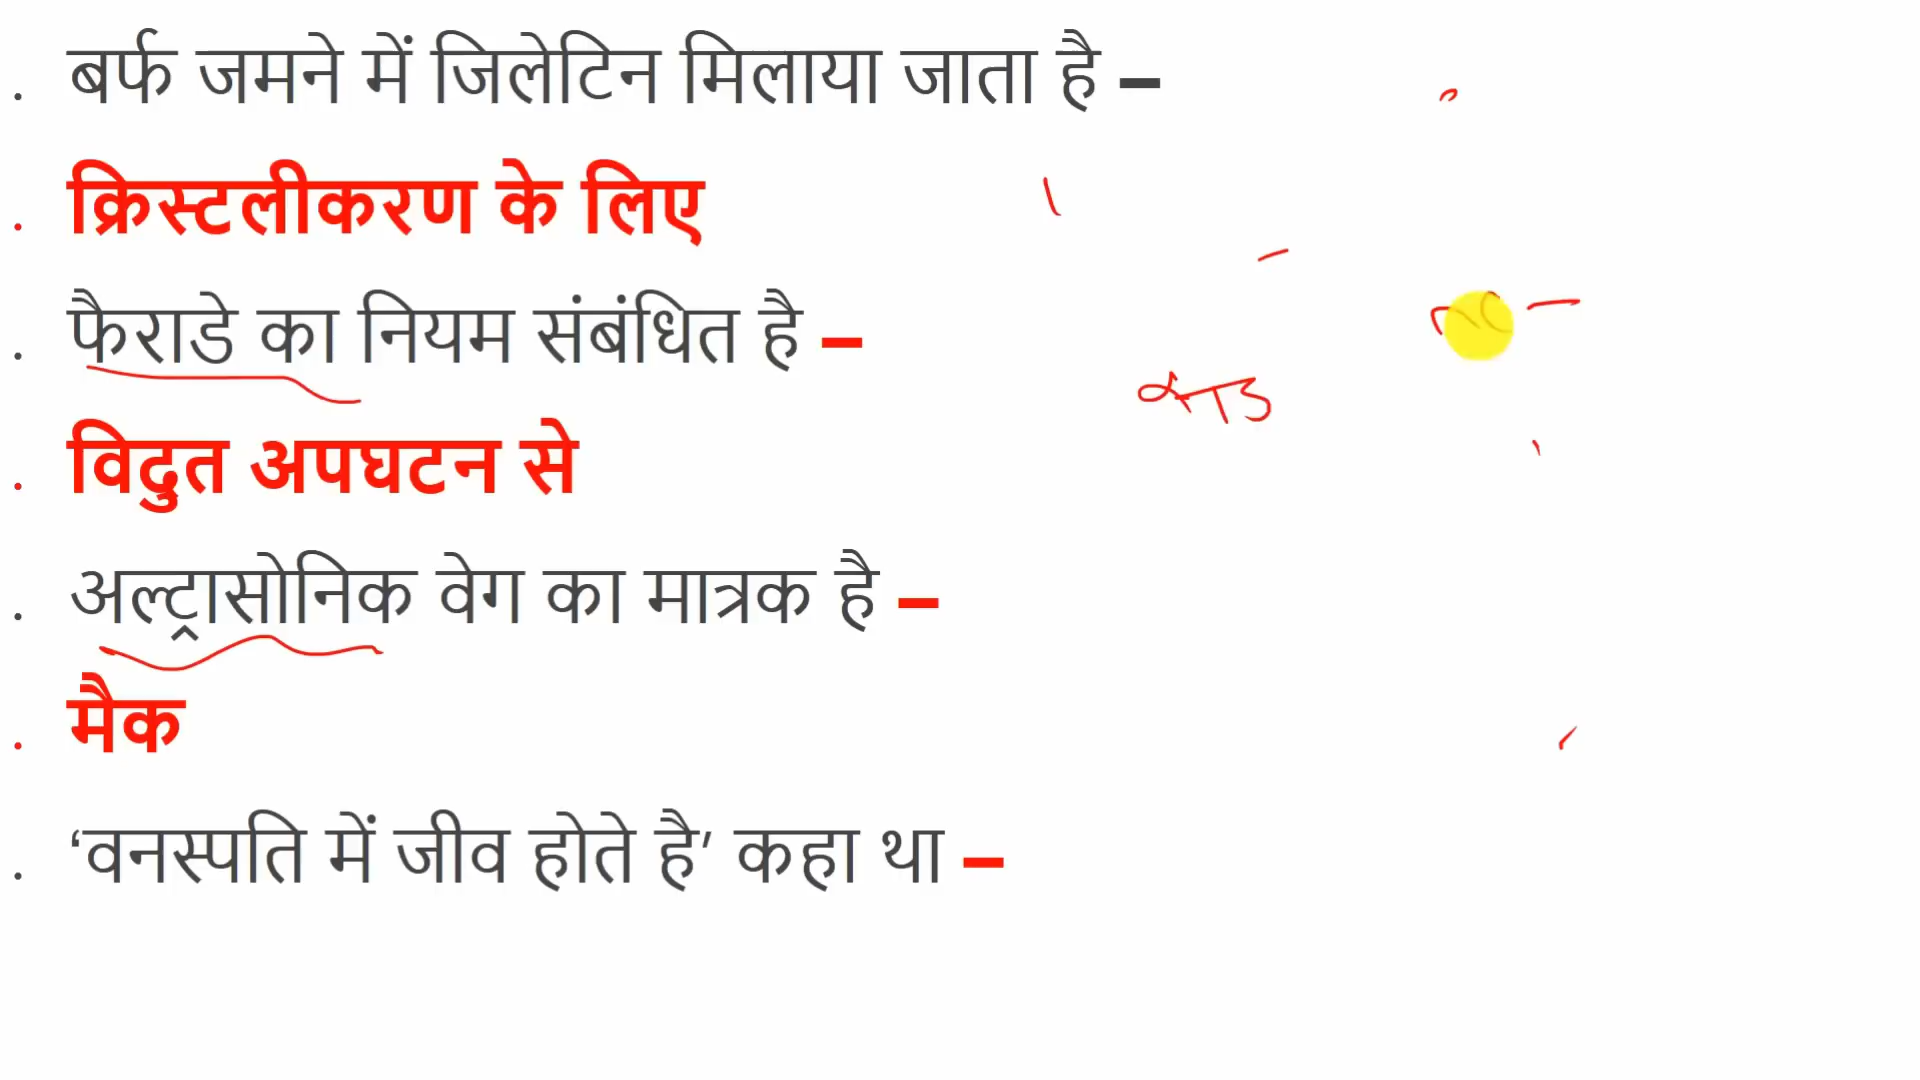 . बर्फ जमने में जिलेटिन मिलाया जाता है –
. क्रिस्टलीकरण के लिए
. फैराडे का नियम संबंधित है –
. विदुत अपघटन से
. अल्ट्रासोनिक वेग का मात्रक है –
. मैक
. ‘वनस्पति में जीव होते है’ कहा था –